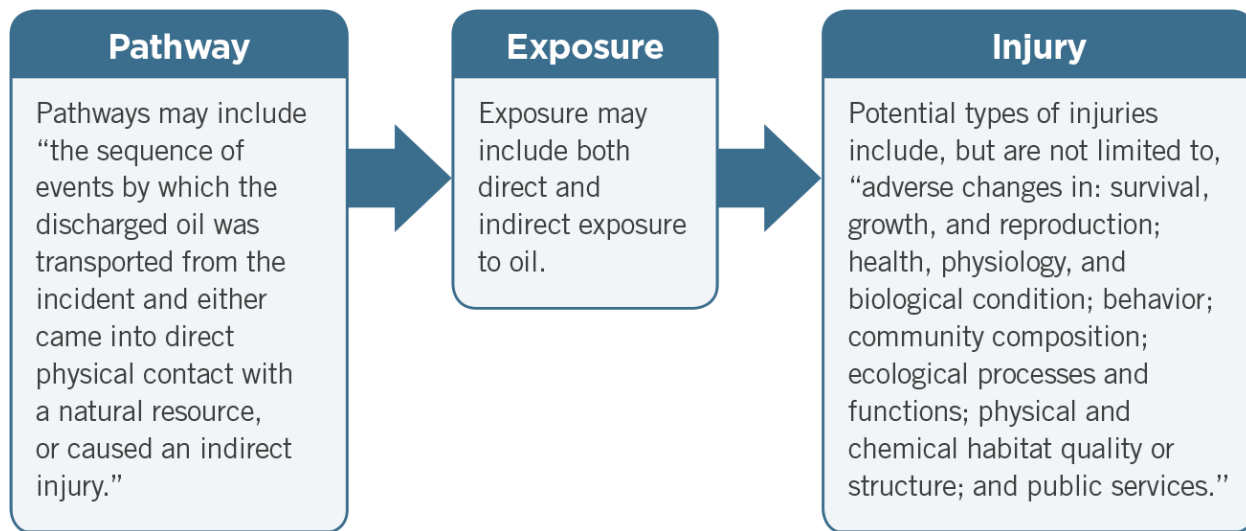 Pathway
Pathways may include
“the sequence of
events by which the
discharged oil was
transported from the
incident and either
came into direct
physical contact with
a natural resource,
or caused an indirect
injury.”
Exposure
Exposure may
include both
direct and
indirect exposure
to oil.
Injury
Potential types of injuries
include, but are not limited to,
“adverse changes in: survival,
growth, and reproduction;
health, physiology, and
biological condition; behavior;
community composition;
ecological processes and
functions; physical and
chemical habitat quality or
structure; and public services.”